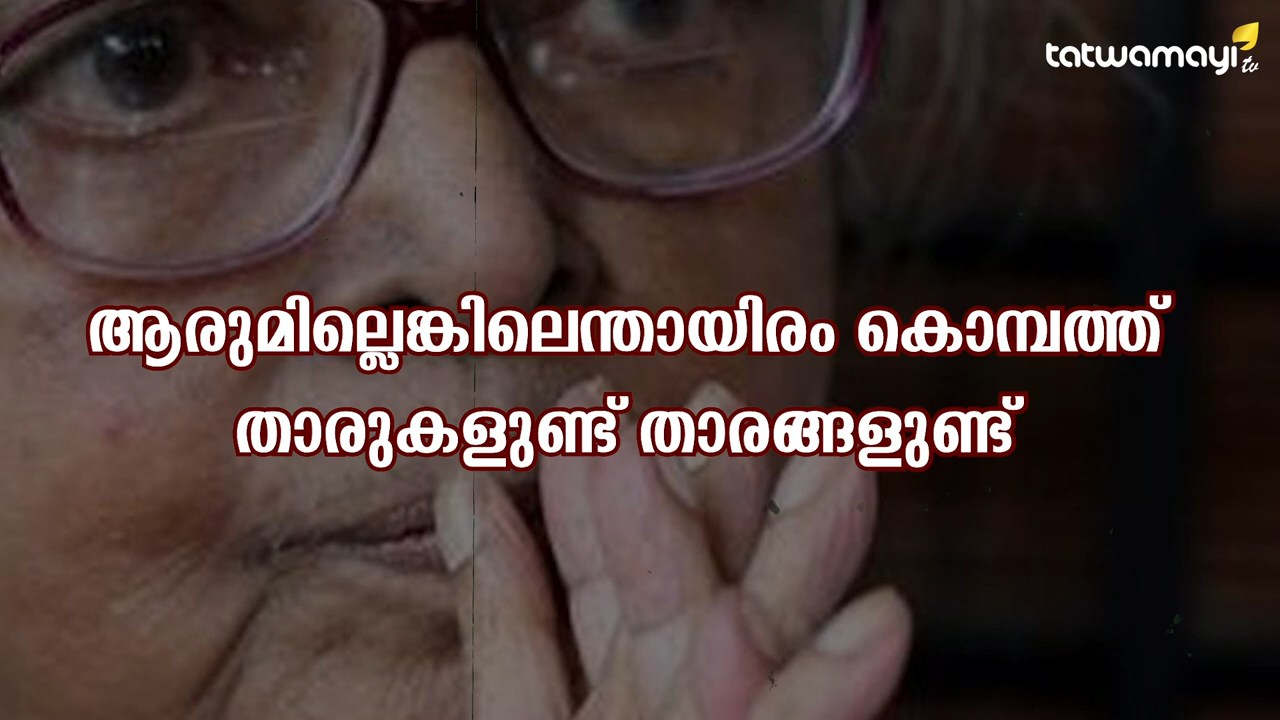 tatwamayi tv
ആരുമില്ലെങ്കിലെന്തായിരം കൊമ്പത്ത്
താരുകളുണ്ട് താരങ്ങളുണ്ട്